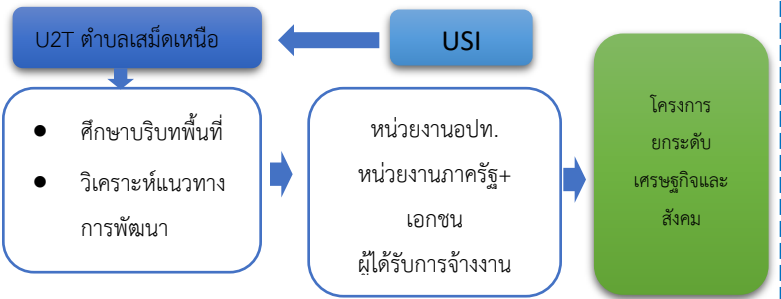 U2T ตำบลเสม็ดเหนือ
USI
● ศึกษาบริบทพื้นที่
● วิเคราะห์แนวทาง
การพัฒนา
หน่วยงานอปท.
หน่วยงานภาครัฐ+
เอกชน
ผู้ได้รับการจ้างงาน
โครงการ
ยกระดับ
เศรษฐกิจและ
สังคม